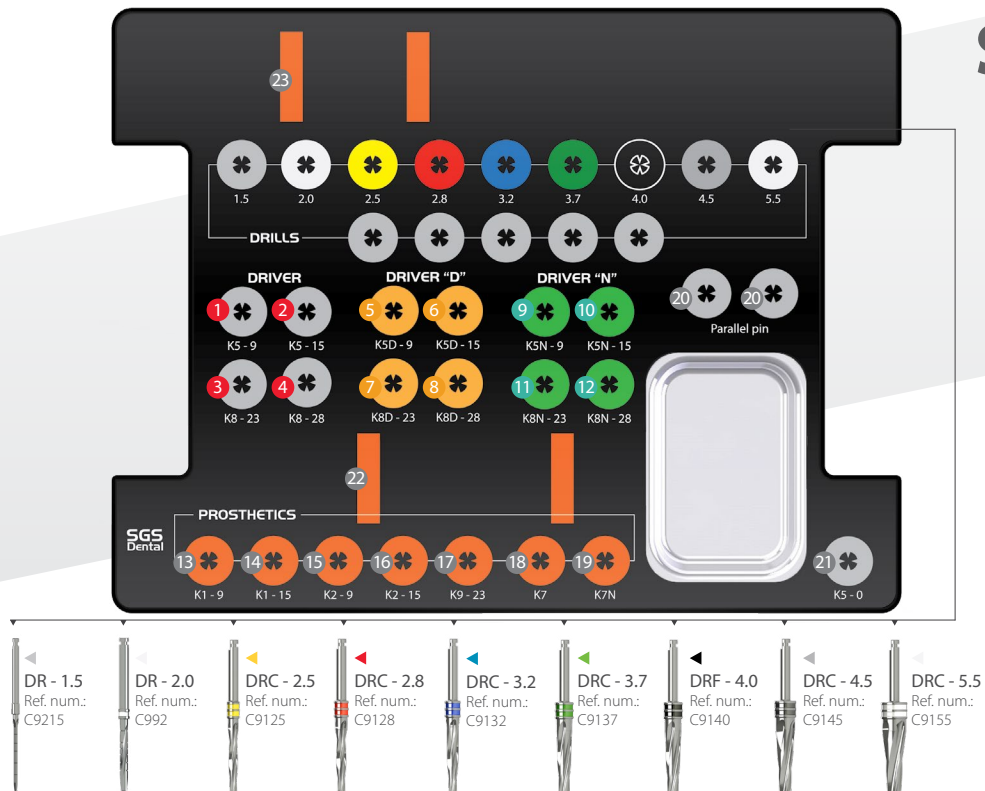 S
23
1.5 2.0 2.5 2.8 3.2 3.7 4.0 4.5 5.5
DRILLS
DRIVER DRIVER "D" DRIVER "N"
1 2 5 6 9 10 20 20
K5 - 9 K5 - 15 K5D - 9 K5D - 15 K5N - 9 K5N - 15 Parallel pin
3 4 7 8 11 12
K8 - 23 K8 - 28 K8D - 23 K8D - 28 K8N - 23 K8N - 28
22
PROSTHETICS
SGS
Dental
13 14 15 16 17 18 19 21
K1 - 9 K1 - 15 K2 - 9 K2 - 15 K9 - 23 K7 K7N K5 - 0
DR - 1.5
Ref. num.:
C9215
DR - 2.0
Ref. num.:
C992
DRC - 2.5
Ref. num.:
C9125
DRC - 2.8
Ref. num.:
C9128
DRC - 3.2
Ref. num.:
C9132
DRC - 3.7
Ref. num.:
C9137
DRF - 4.0
Ref. num.:
C9140
DRC - 4.5
Ref. num.:
C9145
DRC - 5.5
Ref. num.:
C9155